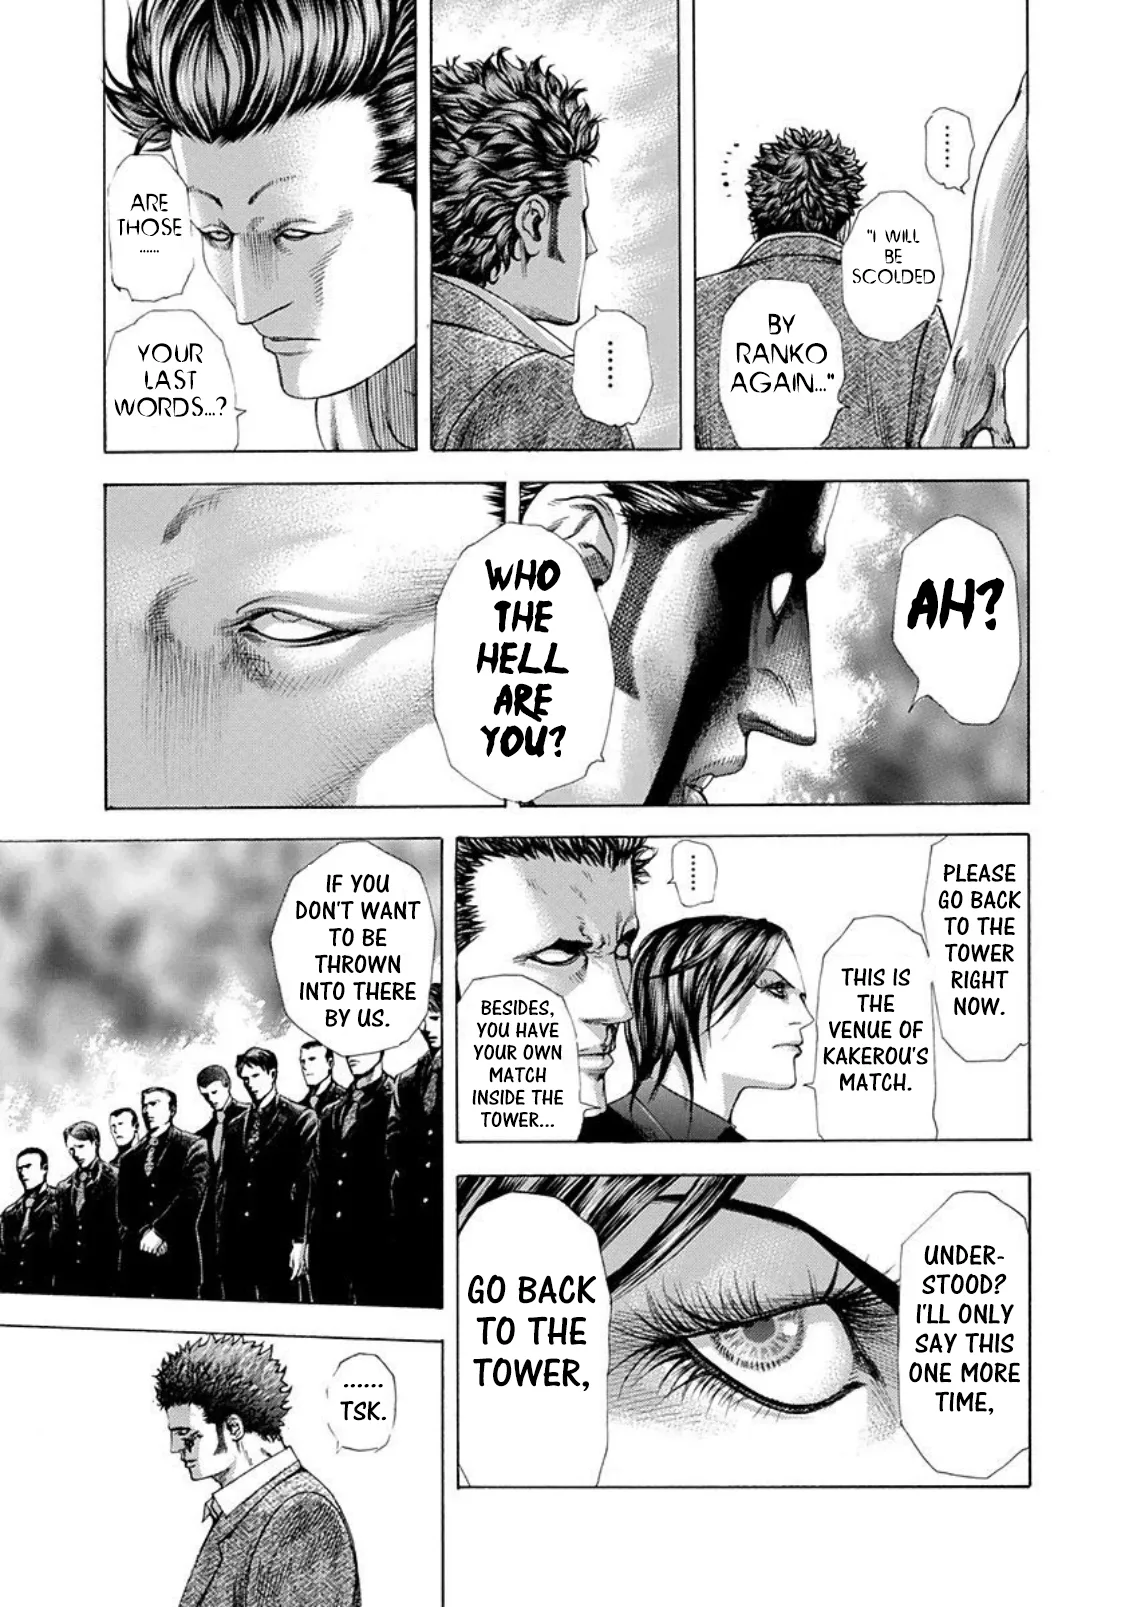 ......
"I WILL
BE
SCOLDED
BY
RANKO
AGAIN..."
......
ARE
THOSE
......
YOUR
LAST
WORDS...?
AH?
WHO
THE
HELL
ARE
YOU?
PLEASE
GO BACK
TO THE
TOWER
RIGHT
NOW.
THIS IS
THE
VENUE OF
KAKEROU'S
MATCH.
......
BESIDES,
YOU HAVE
YOUR OWN
MATCH
INSIDE THE
TOWER...
IF YOU
DON'T WANT
TO BE
THROWN
INTO THERE
BY US.
UNDER-
STOOD?
I'LL ONLY
SAY THIS
ONE MORE
TIME,
GO BACK
TO THE
TOWER,
......
TSK.